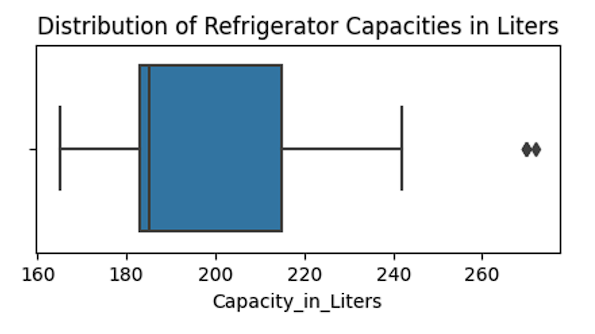 Distribution of Refrigerator Capacities in Liters
160 180 200 220 240 260
Capacity_in_Liters